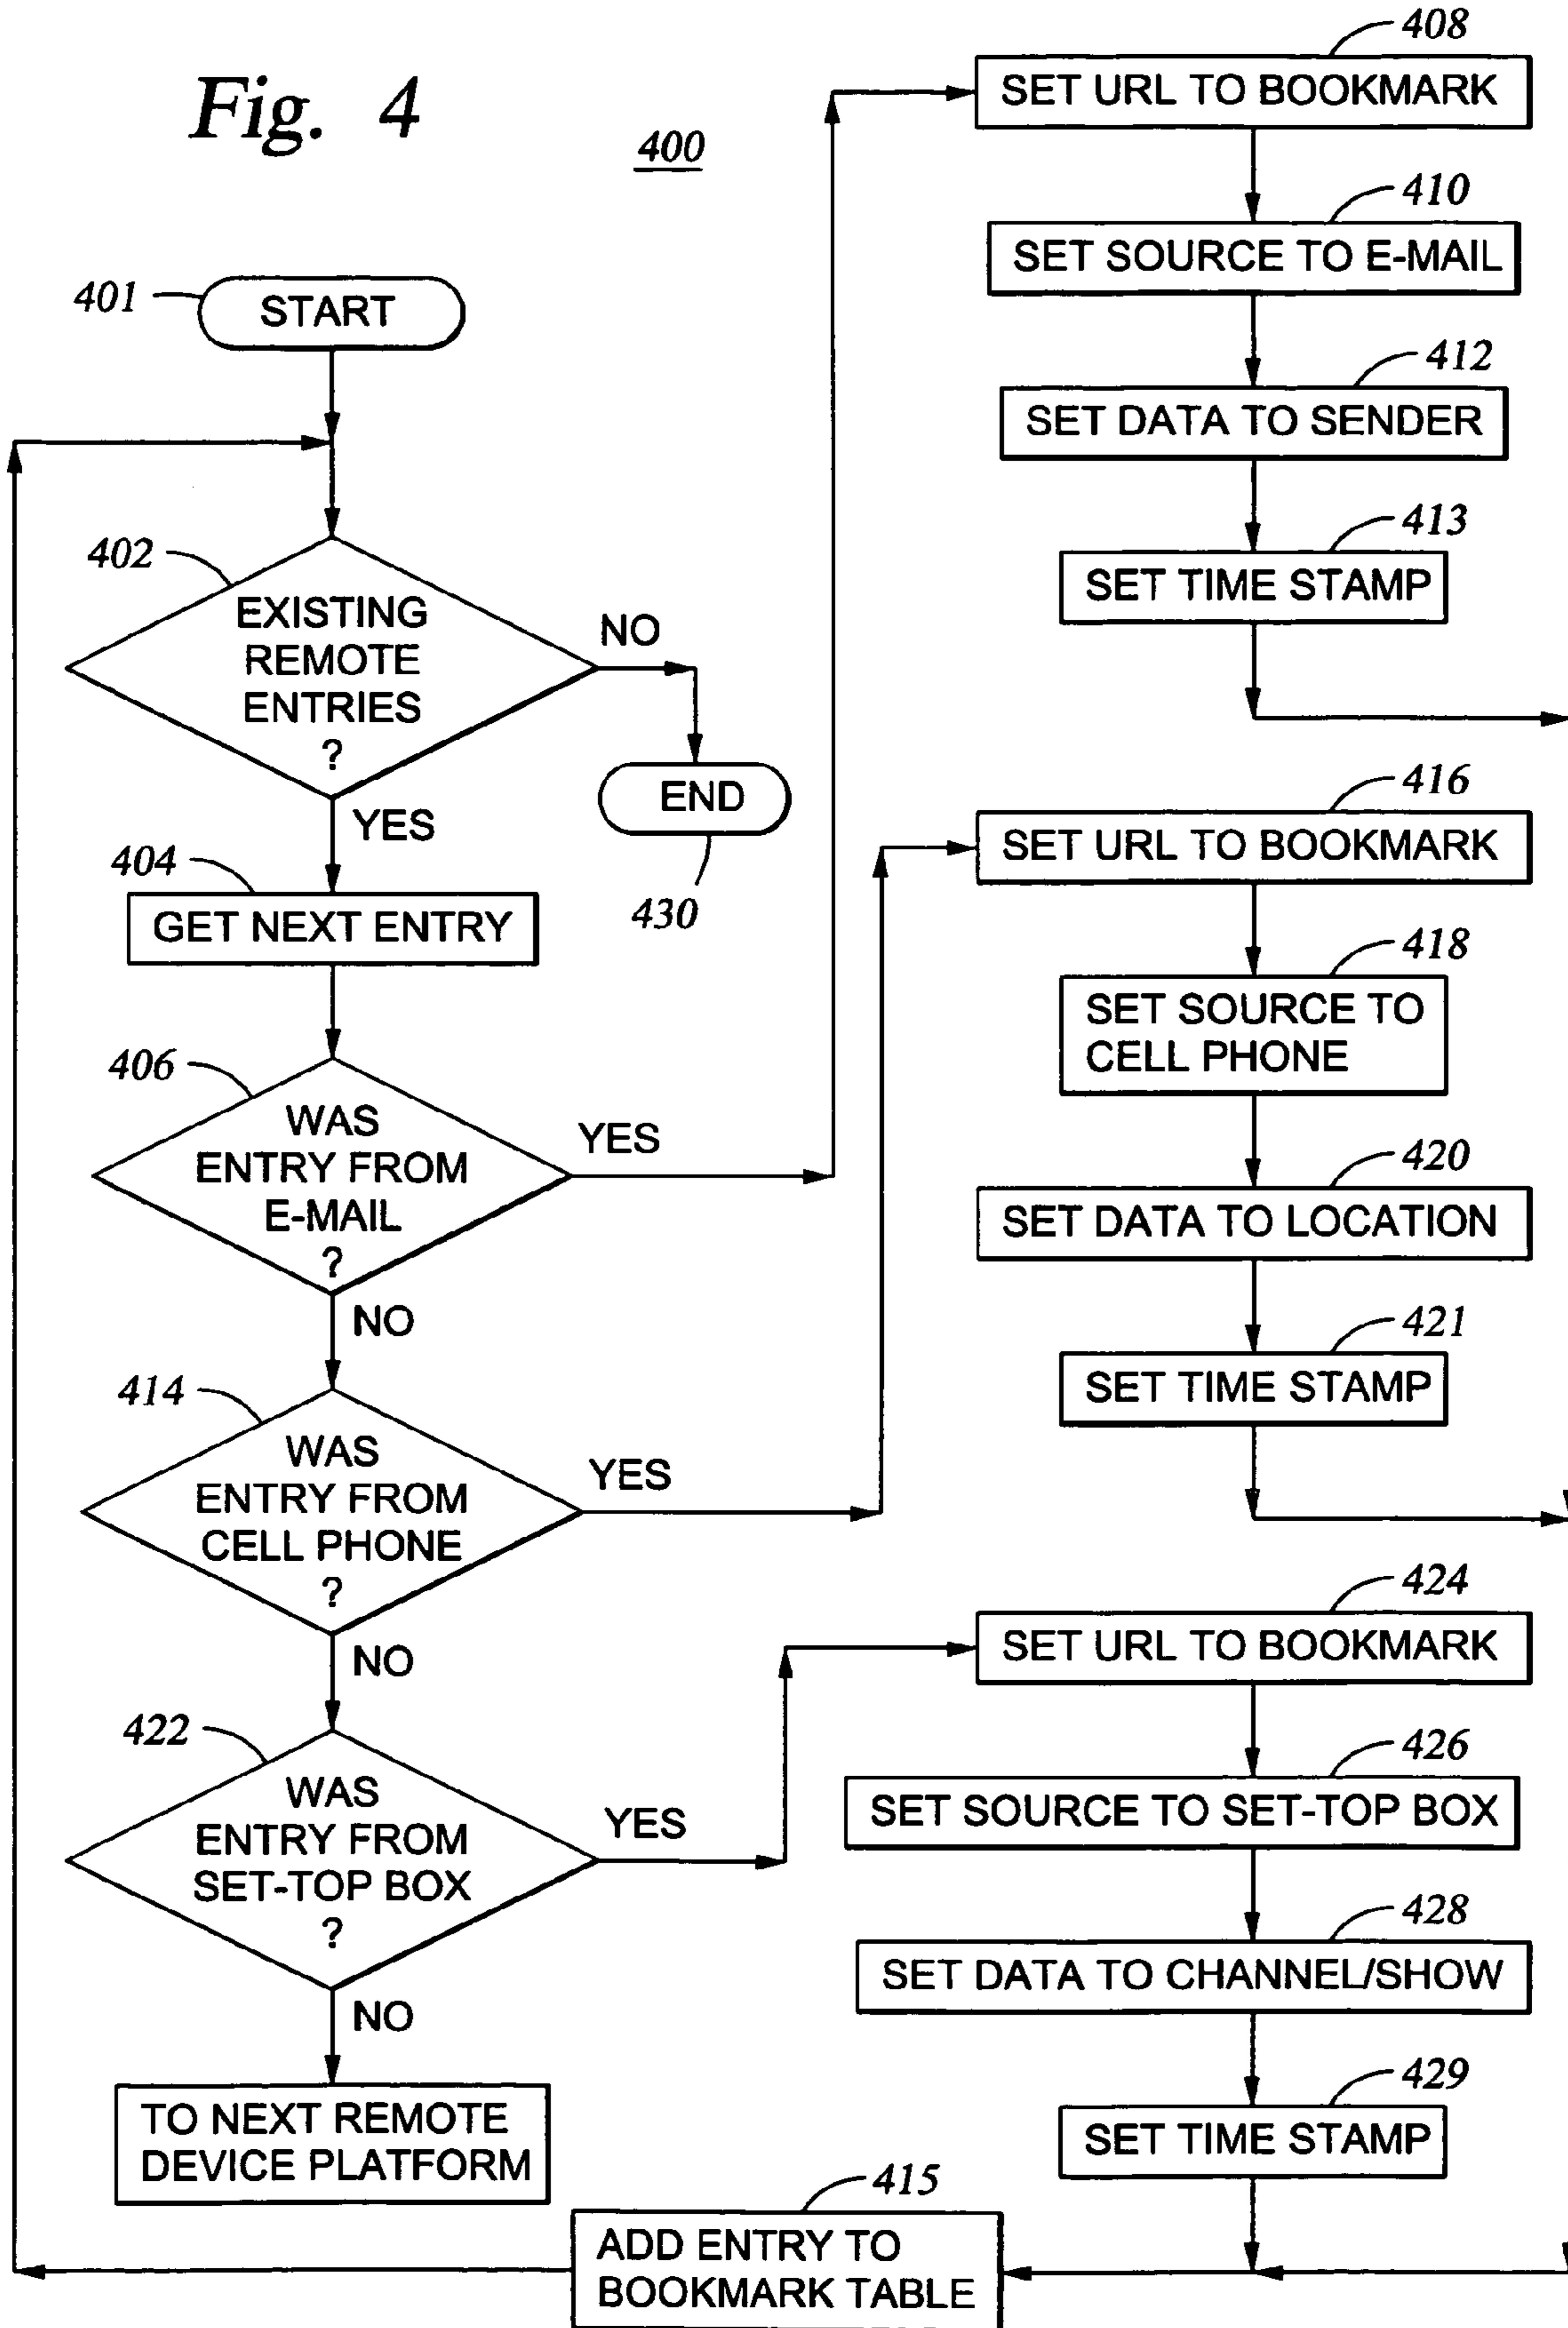 Fig. 4
400
401
START
402
EXISTING
REMOTE
ENTRIES
?
NO
END
430
YES
404
GET NEXT ENTRY
406
WAS
ENTRY FROM
E-MAIL
?
YES
NO
414
WAS
ENTRY FROM
CELL PHONE
?
YES
NO
422
WAS
ENTRY FROM
SET-TOP BOX
?
YES
NO
TO NEXT REMOTE
DEVICE PLATFORM
408
SET URL TO BOOKMARK
410
SET SOURCE TO E-MAIL
412
SET DATA TO SENDER
413
SET TIME STAMP
416
SET URL TO BOOKMARK
418
SET SOURCE TO
CELL PHONE
420
SET DATA TO LOCATION
421
SET TIME STAMP
424
SET URL TO BOOKMARK
426
SET SOURCE TO SET-TOP BOX
428
SET DATA TO CHANNEL/SHOW
429
SET TIME STAMP
415
ADD ENTRY TO
BOOKMARK TABLE